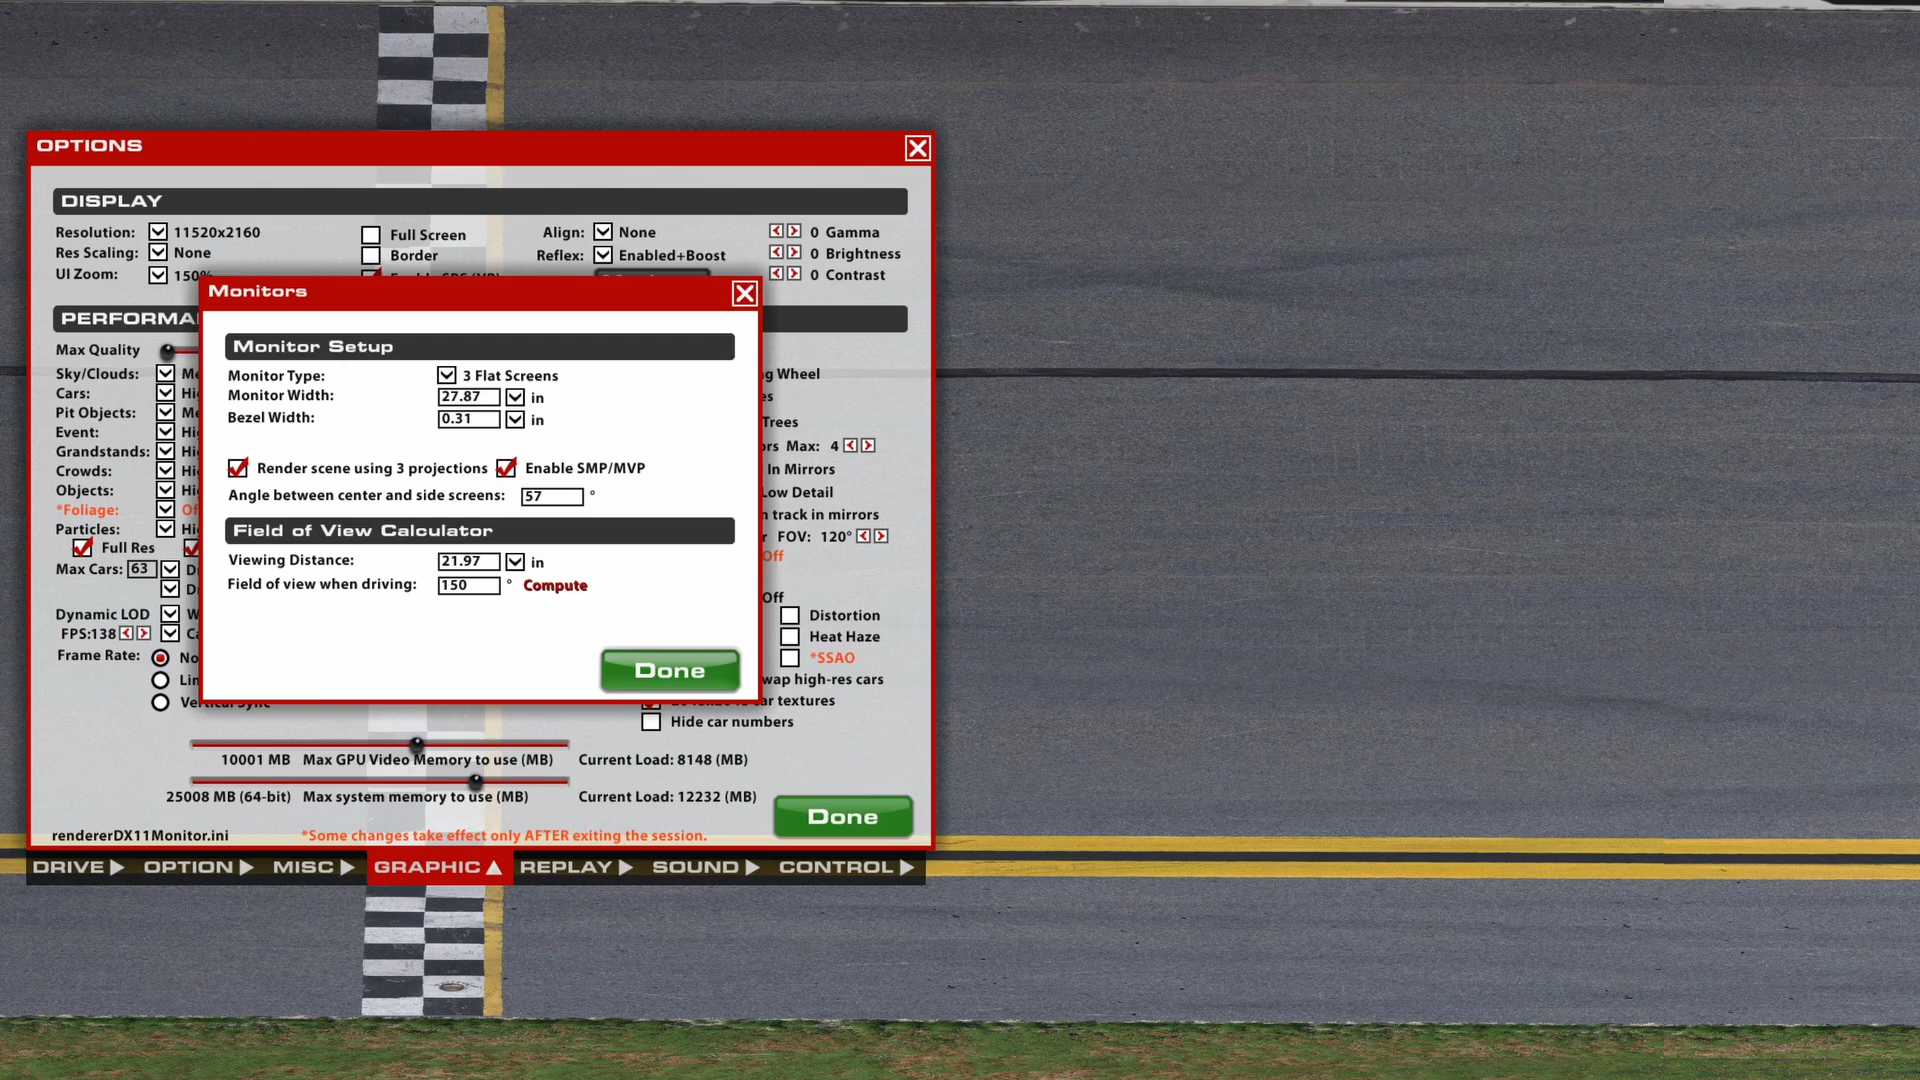 OPTIONS
DISPLAY
Resolution: 11520x2160
Full Screen
Align: None
0 Gamma
Res Scaling: None
Border
Reflex: Enabled+Boost
0 Brightness
UI Zoom: 150%
0 Contrast
Monitors
PERFORMA
Monitor Setup
Max Quality
Monitor Type: 3 Flat Screens
Sky/Clouds:
g Wheel
Monitor Width: 27.87 in
Cars:
Pit Objects:
Bezel Width: 0.31 in
Trees
Event:
Grandstands:
Max: 4
Crowds:
Render scene using 3 projections
Enable SMP/MVP
In Mirrors
Objects:
Angle between center and side screens: 57 °
Low Detail
*Foliage:
track in mirrors
Particles:
Field of View Calculator
FOV: 120°
Full Res
Off
Viewing Distance: 21.97 in
Max Cars: 63
Field of view when driving: 150 ° Compute
Off
Dynamic LOD
Distortion
FPS:138
Heat Haze
Frame Rate:
*SSAO
Done
wap high-res cars
car textures
Hide car numbers
10001 MB Max GPU Video Memory to use (MB) Current Load: 8148 (MB)
25008 MB (64-bit) Max system memory to use (MB) Current Load: 12232 (MB)
Done
rendererDX11Monitor.ini
*Some changes take effect only AFTER exiting the session.
DRIVE OPTION MISC GRAPHIC REPLAY SOUND CONTROL